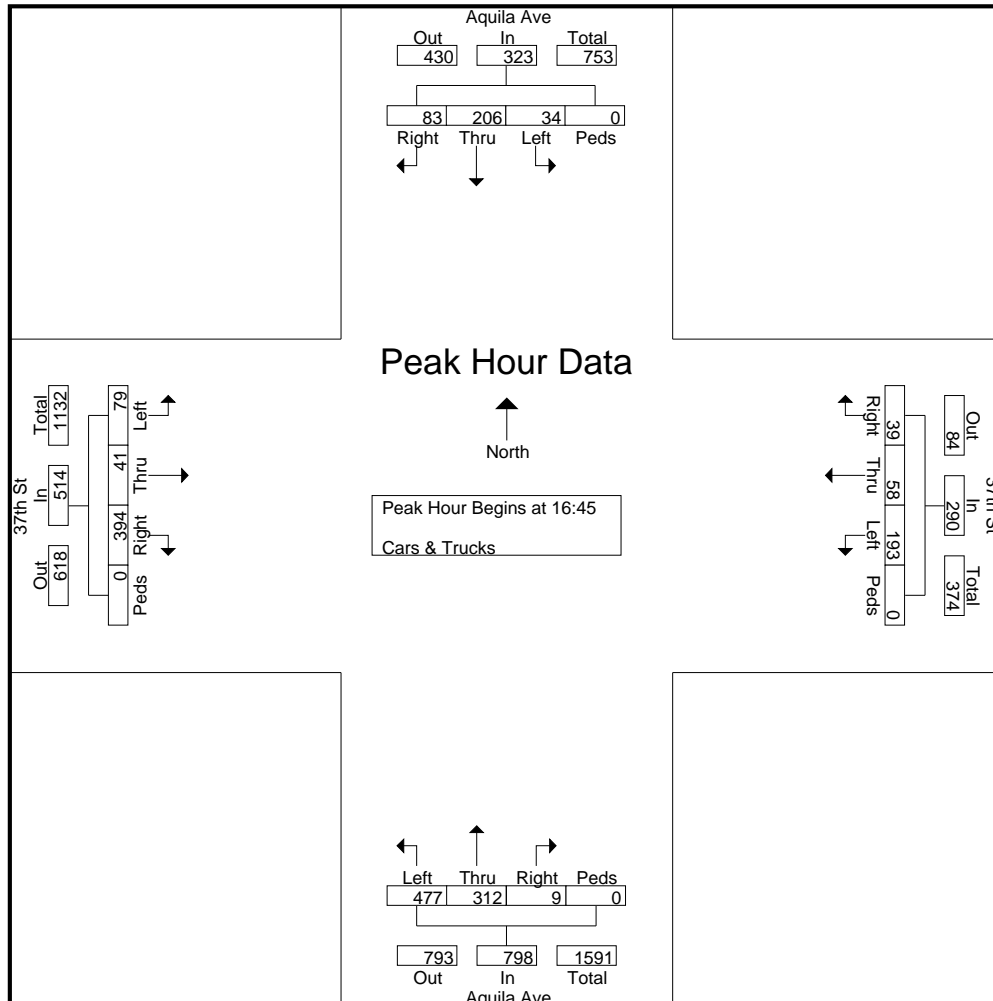 Aquila Ave
Out In Total
430 323 753
83 206 34 0
Right Thru Left Peds
Peak Hour Data
North
Peak Hour Begins at 16:45
Cars & Trucks
37th St
Total In Out
1132 514 618
79 41 394 0
Left Thru Right Peds
Right Thru Left Peds
39 58 193 0
Out In Total
84 290 374
37th St
Left Thru Right Peds
477 312 9 0
793 798 1591
Out In Total
Aquila Ave